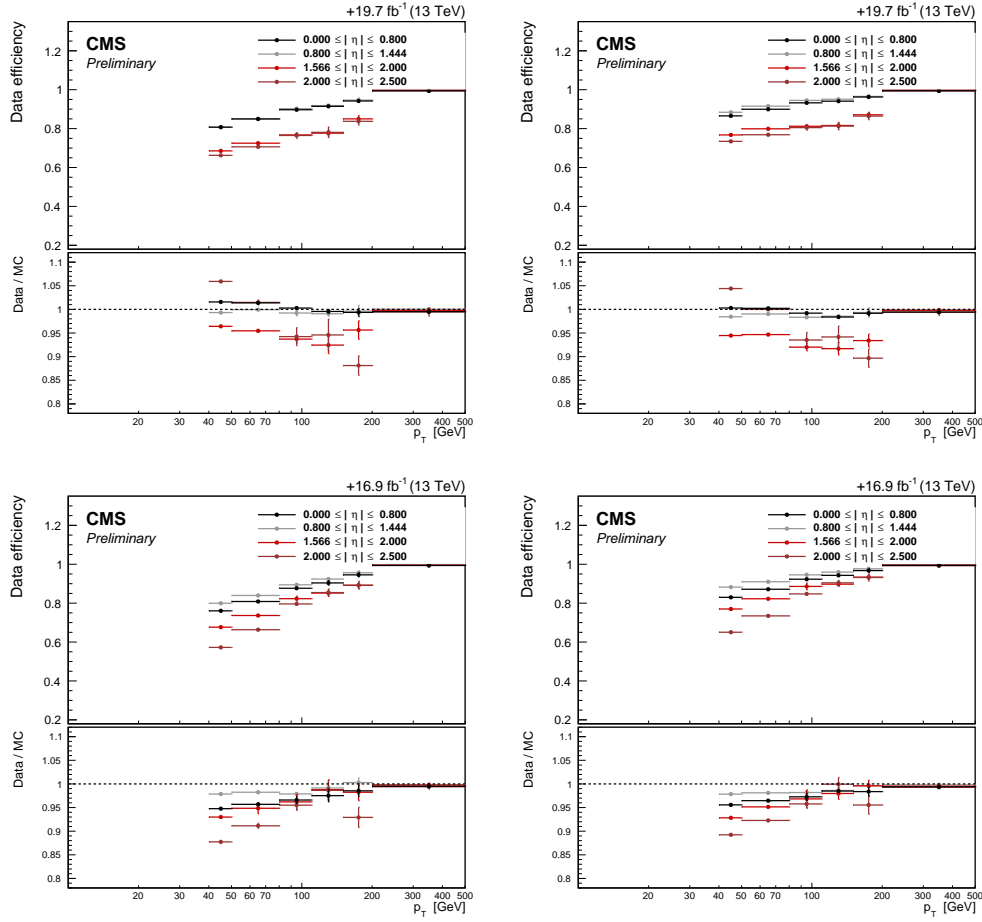 +19.7 fb⁻¹ (13 TeV)
Data efficiency
CMS
Preliminary
0.000 ≤ | η | ≤ 0.800
0.800 ≤ | η | ≤ 1.444
1.566 ≤ | η | ≤ 2.000
2.000 ≤ | η | ≤ 2.500
1.2
1
0.8
0.6
0.4
0.2
Data / MC
1.1
1.05
1
0.95
0.9
0.85
0.8
20 30 40 50 60 70 100 200 300 400 500
p_T [GeV]
+19.7 fb⁻¹ (13 TeV)
Data efficiency
CMS
Preliminary
0.000 ≤ | η | ≤ 0.800
0.800 ≤ | η | ≤ 1.444
1.566 ≤ | η | ≤ 2.000
2.000 ≤ | η | ≤ 2.500
1.2
1
0.8
0.6
0.4
0.2
Data / MC
1.1
1.05
1
0.95
0.9
0.85
0.8
20 30 40 50 60 70 100 200 300 400 500
p_T [GeV]
+16.9 fb⁻¹ (13 TeV)
Data efficiency
CMS
Preliminary
0.000 ≤ | η | ≤ 0.800
0.800 ≤ | η | ≤ 1.444
1.566 ≤ | η | ≤ 2.000
2.000 ≤ | η | ≤ 2.500
1.2
1
0.8
0.6
0.4
0.2
Data / MC
1.1
1.05
1
0.95
0.9
0.85
0.8
20 30 40 50 60 70 100 200 300 400 500
p_T [GeV]
+16.9 fb⁻¹ (13 TeV)
Data efficiency
CMS
Preliminary
0.000 ≤ | η | ≤ 0.800
0.800 ≤ | η | ≤ 1.444
1.566 ≤ | η | ≤ 2.000
2.000 ≤ | η | ≤ 2.500
1.2
1
0.8
0.6
0.4
0.2
Data / MC
1.1
1.05
1
0.95
0.9
0.85
0.8
20 30 40 50 60 70 100 200 300 400 500
p_T [GeV]